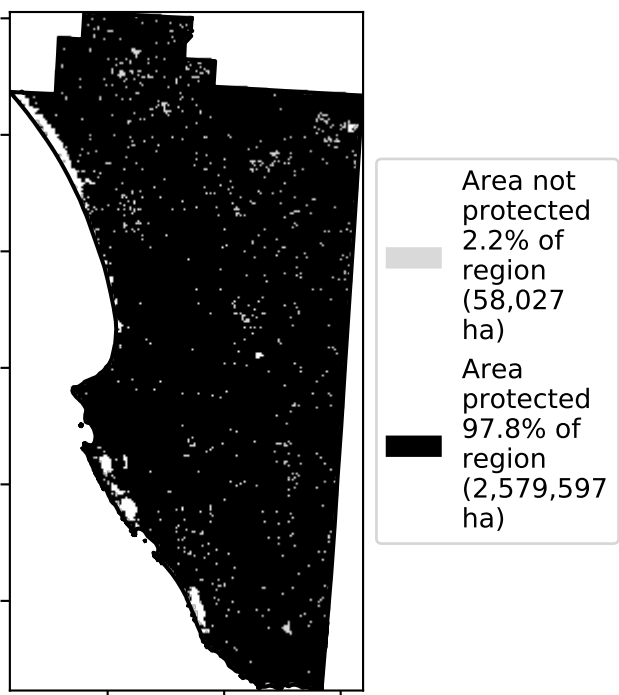 Area not
protected
2.2% of
region
(58,027
ha)
Area
protected
97.8% of
region
(2,579,597
ha)